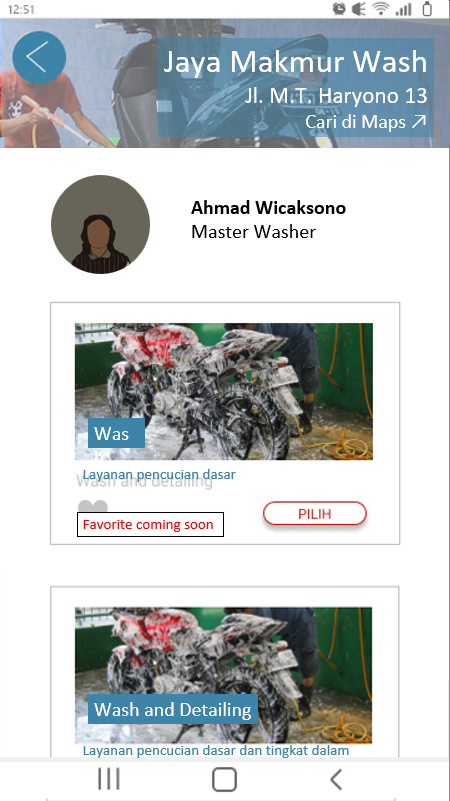 12:51
Jaya Makmur Wash
Jl. M.T. Haryono 13
Cari di Maps
Ahmad Wicaksono
Master Washer
Was
Layanan pencucian dasar
Wash and detailing
Favorite coming soon
PILIH
Wash and Detailing
Layanan pencucian dasar dan tingkat dalam